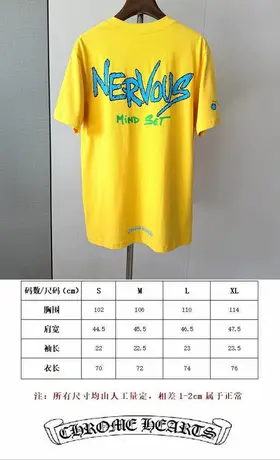 NERVOUS
MIND SET
码数/尺码(cm) S M L XL
胸围 102 106 110 114
肩宽 44.5 45.5 46.5 47.5
袖长 22 22.5 23 23.5
衣长 70 72 74 76
注：所有尺寸均由人工量定，相差1-2cm属于正常
CHROME HEARTS